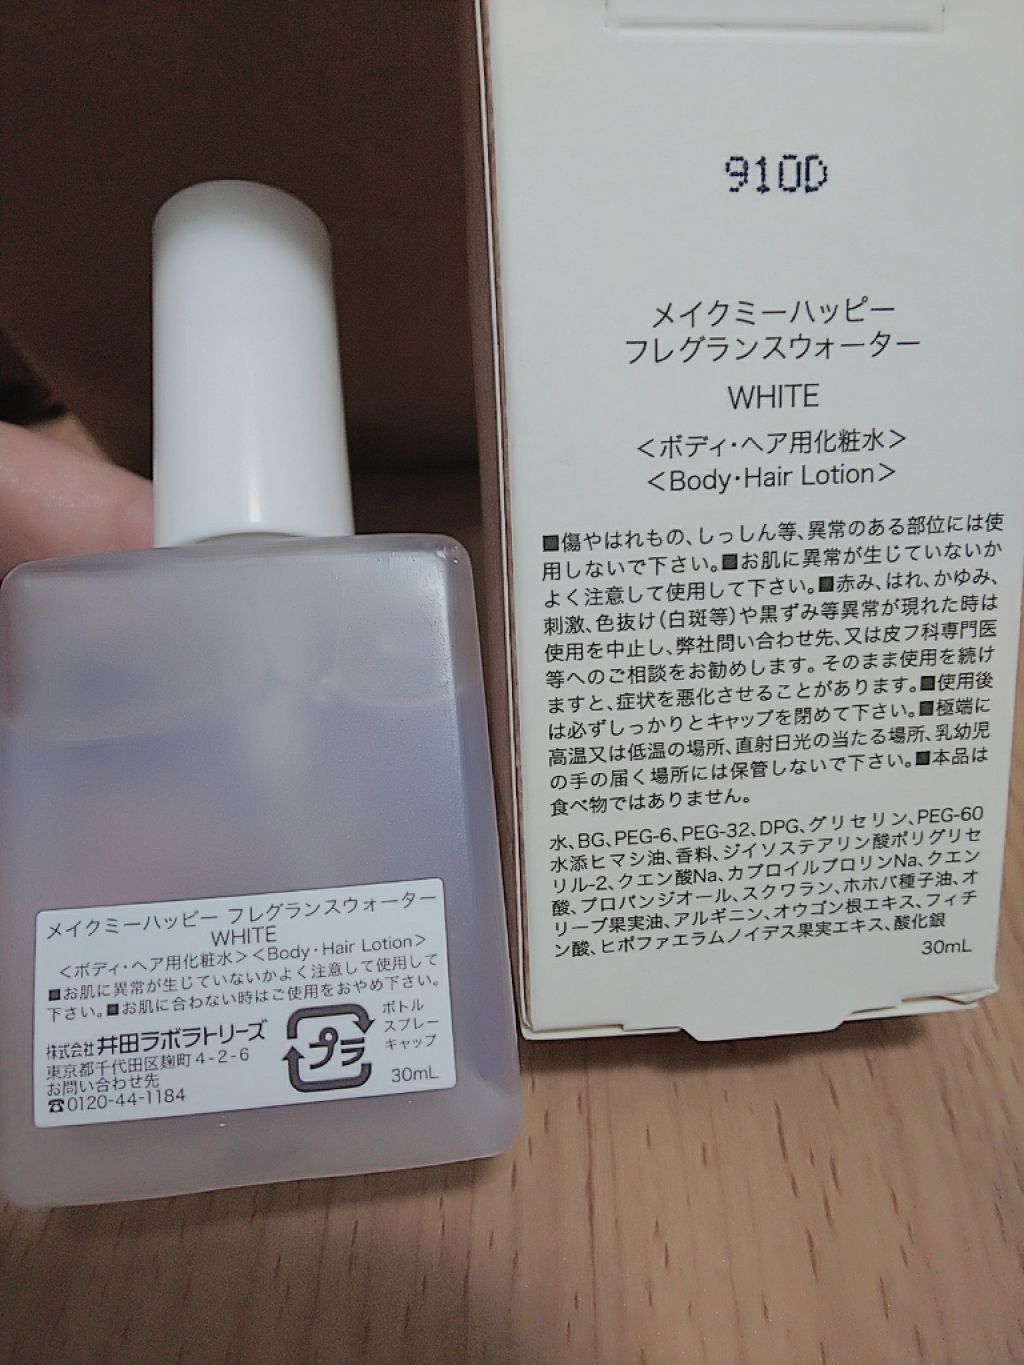 910D
メイクミーハッピー
フレグランスウォーター
WHITE
＜ボディ・ヘア用化粧水＞
＜Body・Hair Lotion＞
■傷やはれもの、しっしん等、異常のある部位には使
用しないで下さい。■お肌に異常が生じていないか
よく注意して使用して下さい。■赤み、はれ、かゆみ、
刺激、色抜け(白斑等)や黒ずみ等異常が現れた時は
使用を中止し、弊社問い合わせ先、又は皮フ科専門医
等へのご相談をお勧めします。そのまま使用を続け
ますと、症状を悪化させることがあります。■使用後
は必ずしっかりとキャップを閉めて下さい。■極端に
高温又は低温の場所、直射日光の当たる場所、乳幼児
の手の届く場所には保管しないで下さい。■本品は
食べ物ではありません。
水、BG、PEG-6、PEG-32、DPG、グリセリン、PEG-60
水添ヒマシ油、香料、ジイソステアリン酸ポリグリセ
リル-2、クエン酸Na、カプロイルプロリンNa、クエン
酸、プロパンジオール、スクワラン、ホホバ種子油、オ
リーブ果実油、アルギニン、オウゴン根エキス、フィチ
ン酸、ヒポファエラムノイデス果実エキス、酸化銀
30mL
メイクミーハッピー フレグランスウォーター
WHITE
＜ボディ・ヘア用化粧水＞＜Body・Hair Lotion＞
■お肌に異常が生じていないかよく注意して使用して
下さい。■お肌に合わない時はご使用をおやめ下さい。
株式会社 井田ラボラトリーズ
東京都千代田区麹町4-2-6
お問い合わせ先
☎0120-44-1184
プラ
ボトル
スプレー
キャップ
30mL